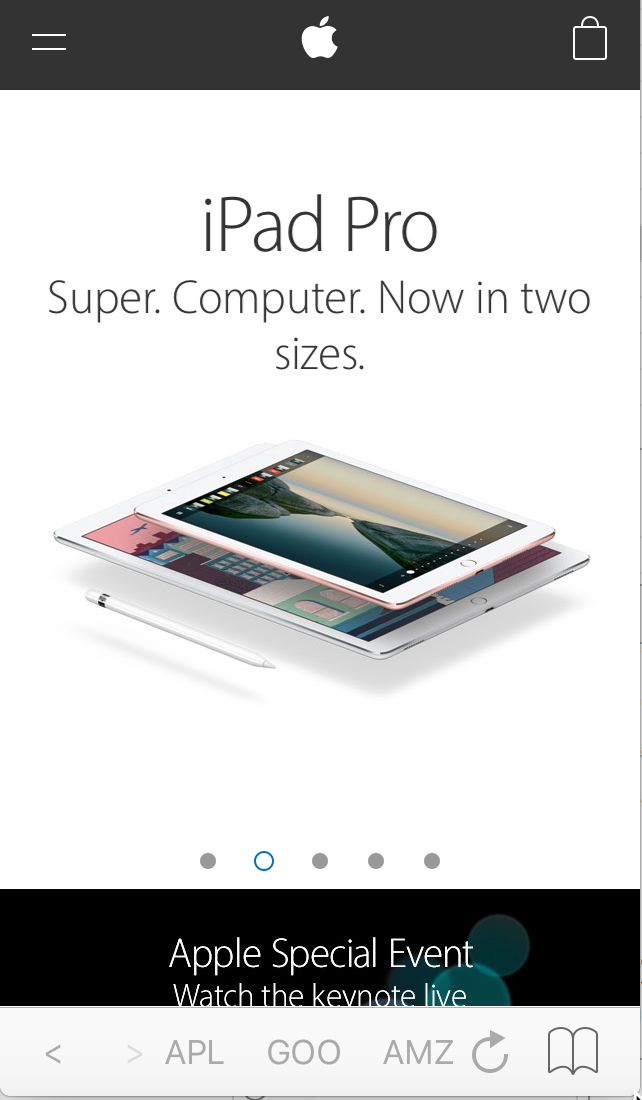 iPad Pro
Super. Computer. Now in two
sizes.
Apple Special Event
Watch the keynote live
< > APL GOO AMZ